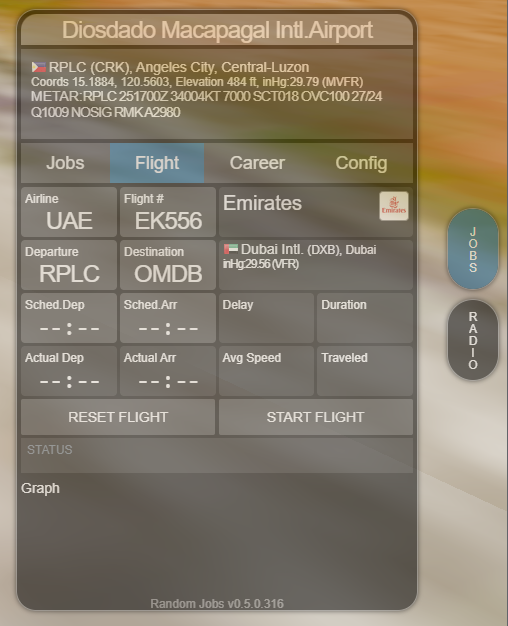 Diosdado Macapagal Intl.Airport
RPLC (CRK), Angeles City, Central-Luzon
Coords 15.1884, 120.5603, Elevation 484 ft, inHg:29.79 (MVFR)
METAR:RPLC 251700Z 34004KT 7000 SCT018 OVC100 27/24
Q1009 NOSIG RMK A2980
Jobs Flight Career Config
Airline Flight # Emirates
UAE EK556 Emirates
Departure Destination Dubai Intl. (DXB), Dubai
RPLC OMDB inHg:29.56 (VFR)
Sched.Dep Sched.Arr Delay Duration
--:-- --:--
Actual Dep Actual Arr Avg Speed Traveled
--:-- --:--
RESET FLIGHT START FLIGHT
STATUS
Graph
Random Jobs v0.5.0.316
JOBS
RADIO